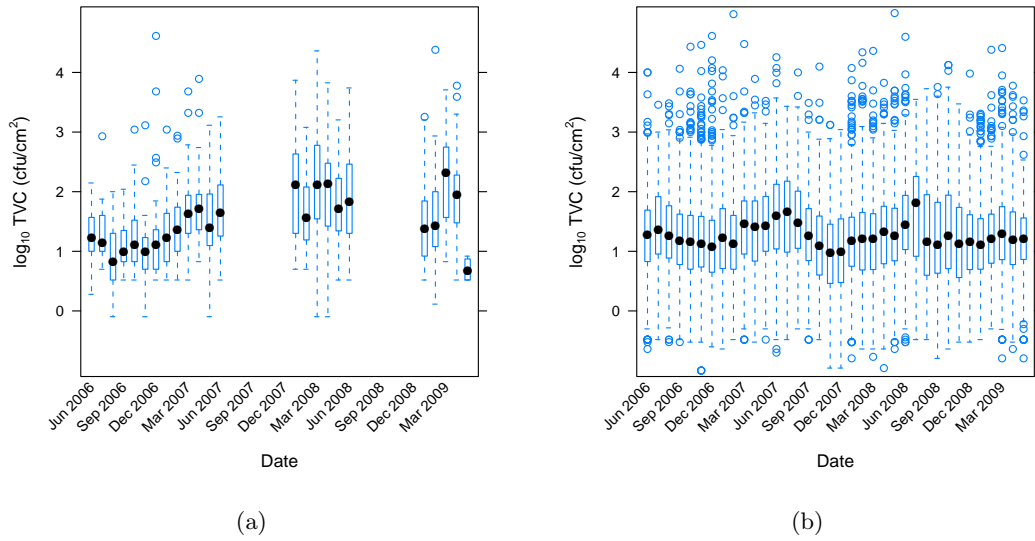 log₁₀ TVC (cfu/cm²)
4
3
2
1
0
Jun 2006
Sep 2006
Dec 2006
Mar 2007
Jun 2007
Sep 2007
Dec 2007
Mar 2008
Jun 2008
Sep 2008
Dec 2008
Mar 2009
Date
(a)
log₁₀ TVC (cfu/cm²)
4
3
2
1
0
Jun 2006
Sep 2006
Dec 2006
Mar 2007
Jun 2007
Sep 2007
Dec 2007
Mar 2008
Jun 2008
Sep 2008
Dec 2008
Mar 2009
Date
(b)